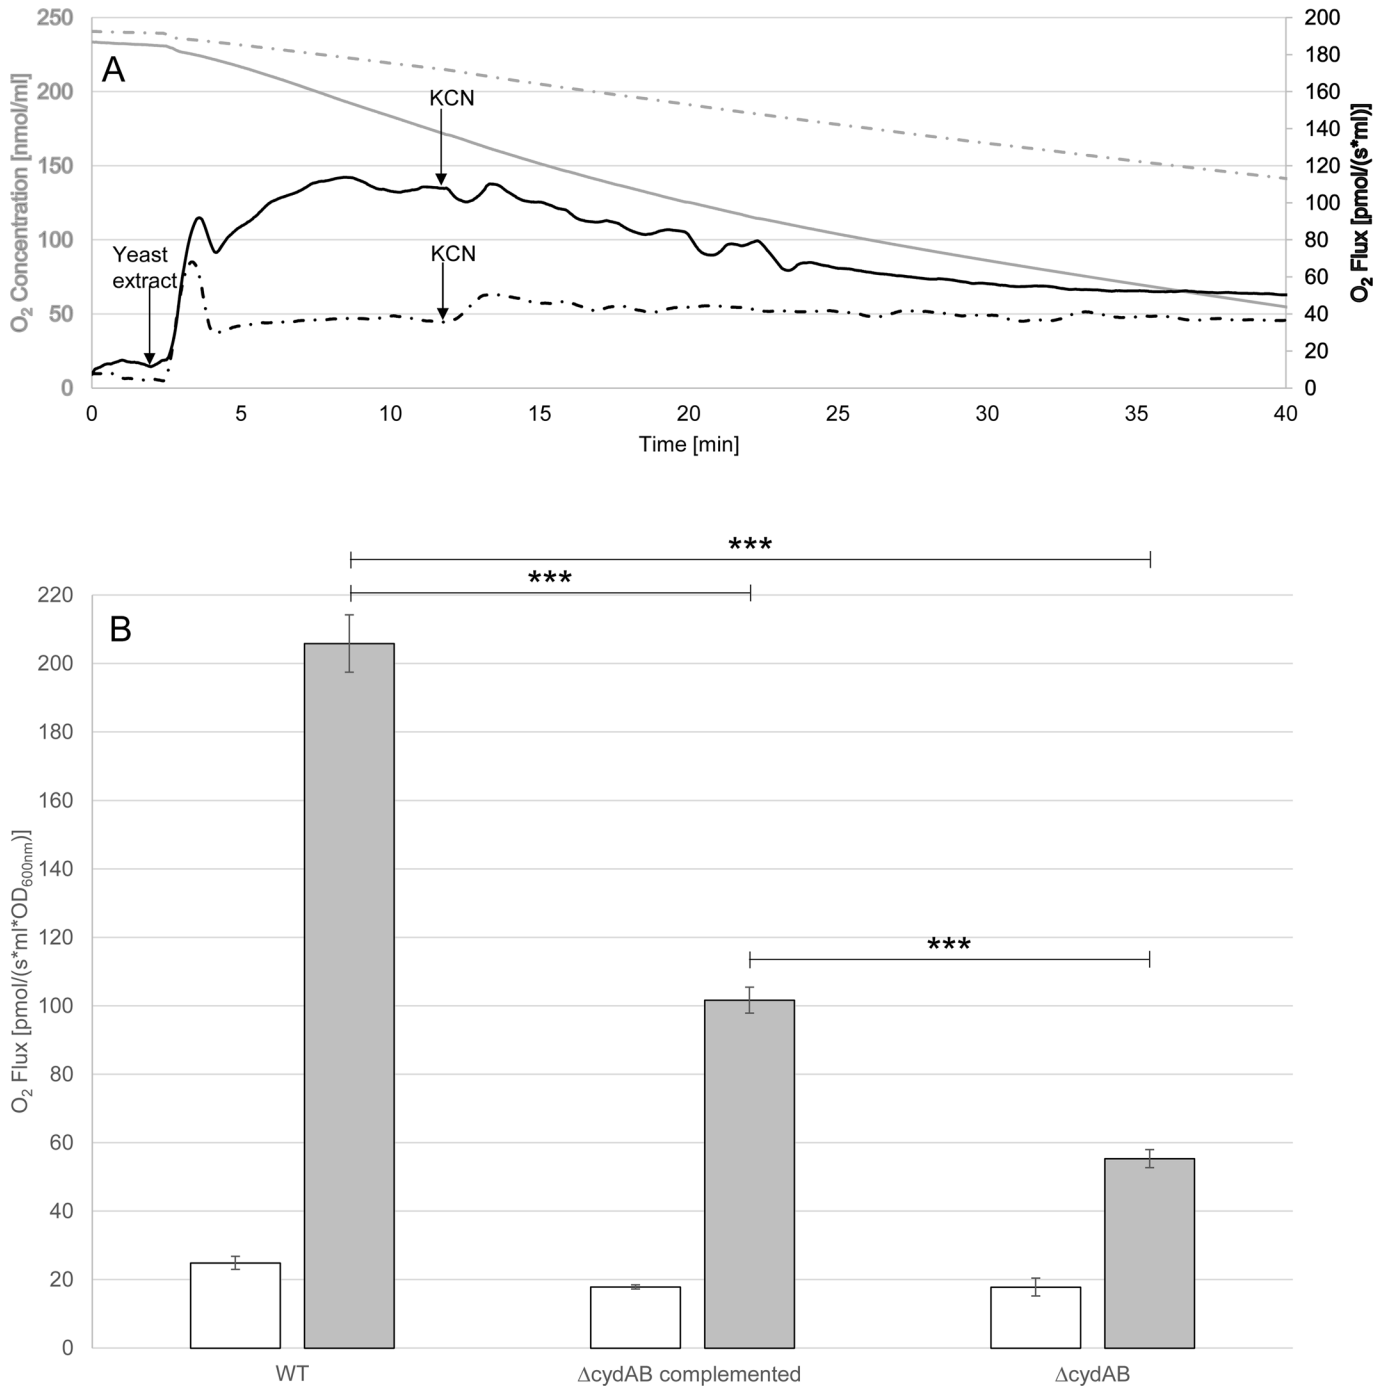 250
200
150
100
50
0
O2 Concentration [nmol/ml]
A
KCN
Yeast
extract
KCN
200
180
160
140
120
100
80
60
40
20
0
O2 Flux [pmol/(s*ml)]
0 5 10 15 20 25 30 35 40
Time [min]
***
***
B
220
200
180
160
140
120
100
80
60
40
20
0
O2 Flux [pmol/(s*ml*OD600nm)]
***
WT ΔcydAB complemented ΔcydAB